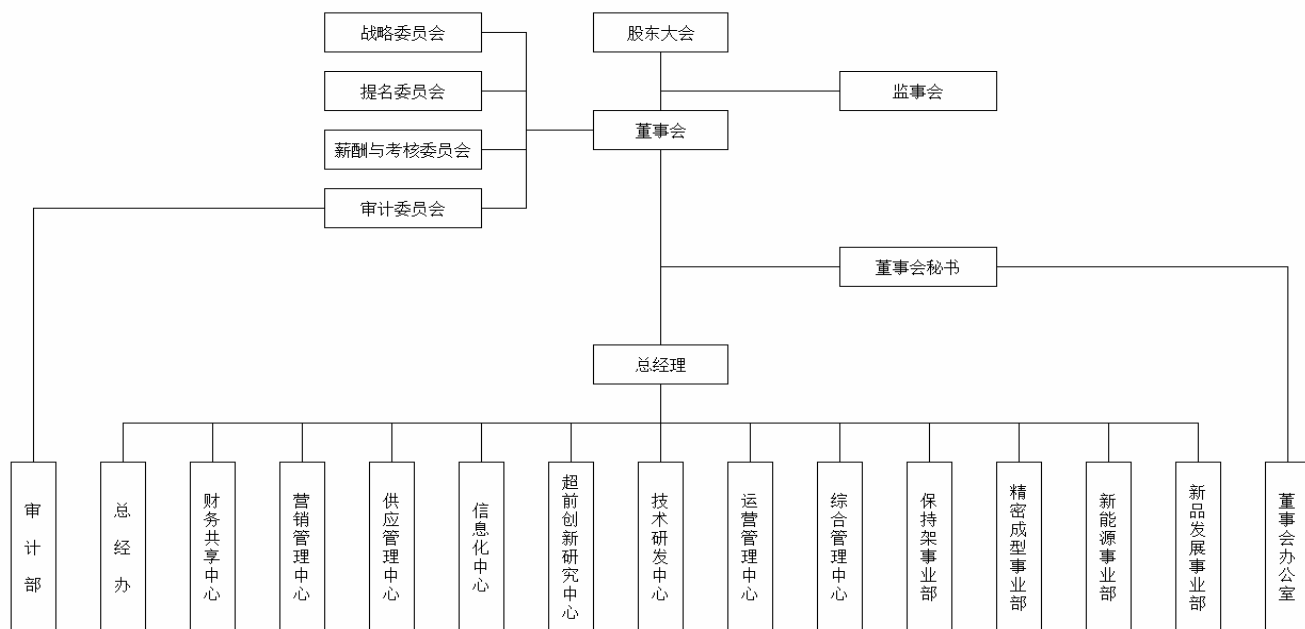 战略委员会
股东大会
提名委员会
监事会
董事会
薪酬与考核委员会
审计委员会
董事会秘书
总经理
审计部
总经办
财务共享中心
营销管理中心
供应管理中心
信息化中心
超前创新研究中心
技术研发中心
运营管理中心
综合管理中心
保持架事业部
精密成型事业部
新能源事业部
新品发展事业部
董事会办公室